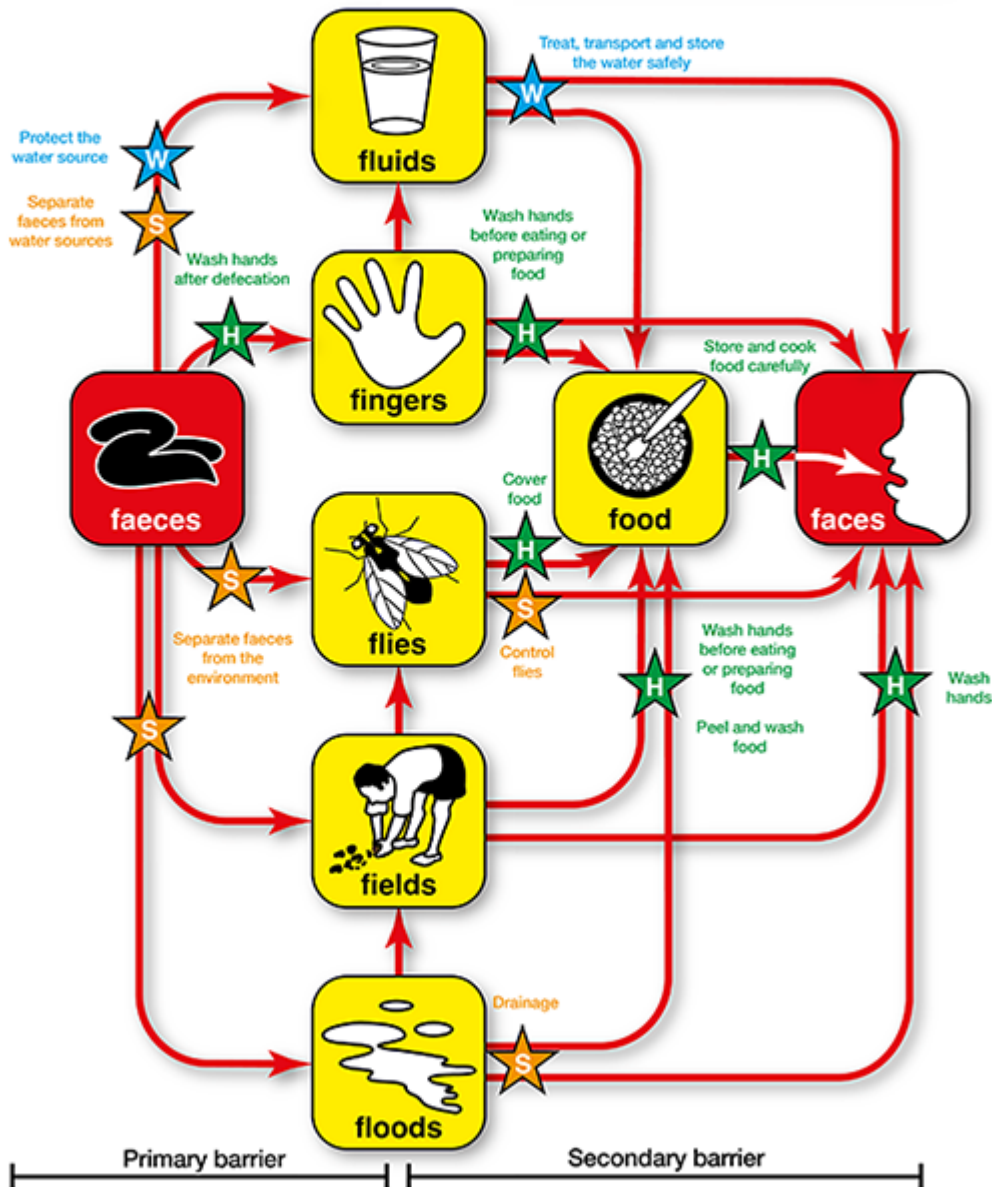 Treat, transport and store
the water safely
W
fluids
Protect the
water source
W
Separate
faeces from
water sources
S
Wash hands
after defecation
H
Wash hands
before eating or
preparing
food
H
fingers
Store and cook
food carefully
H
faeces
food
faces
Cover
food
H
S
flies
S
Control
flies
Separate faeces
from the
environment
S
Wash hands
before eating
or preparing
food
H
Peel and wash
food
H
Wash
hands
fields
Drainage
S
floods
Primary barrier
Secondary barrier